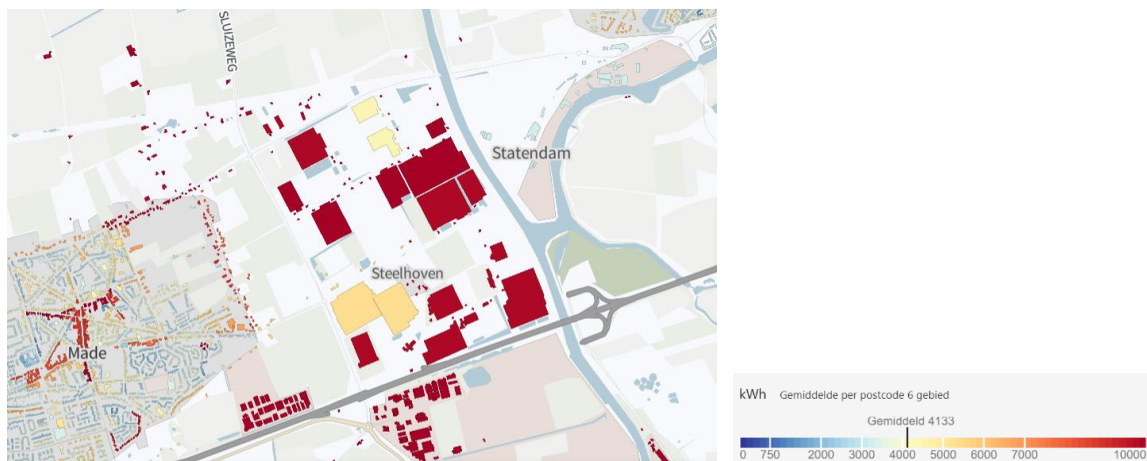 SLUIZEWEG
Statendam
Steelhoven
Made
kWh Gemiddelde per postcode 6 gebied
Gemiddeld 4133
0 750 2000 3000 4000 5000 6000 7000 10000